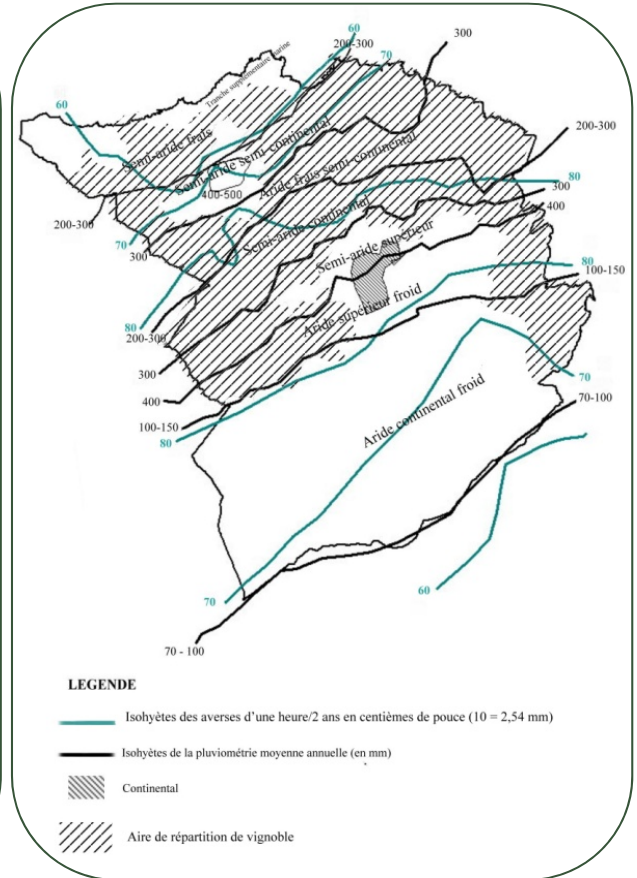 60
200-300
300
70
Tranche supplémentaire marine
60
Semi-aride frais
Semi-aride semi-continental
200-300
400-500
Aride frais semi-continental
80
300
400
200-300
70
300
Semi-aride continental
Semi-aride supérieur
80
100-150
80
200-300
Aride supérieur froid
300
400
100-150
80
70
70-100
Aride continental froid
70
60
70 - 100
LEGENDE
Isohyètes des averses d'une heure/2 ans en centièmes de pouce (10 = 2,54 mm)
Isohyètes de la pluviométrie moyenne annuelle (en mm)
Continental
Aire de répartition de vignoble